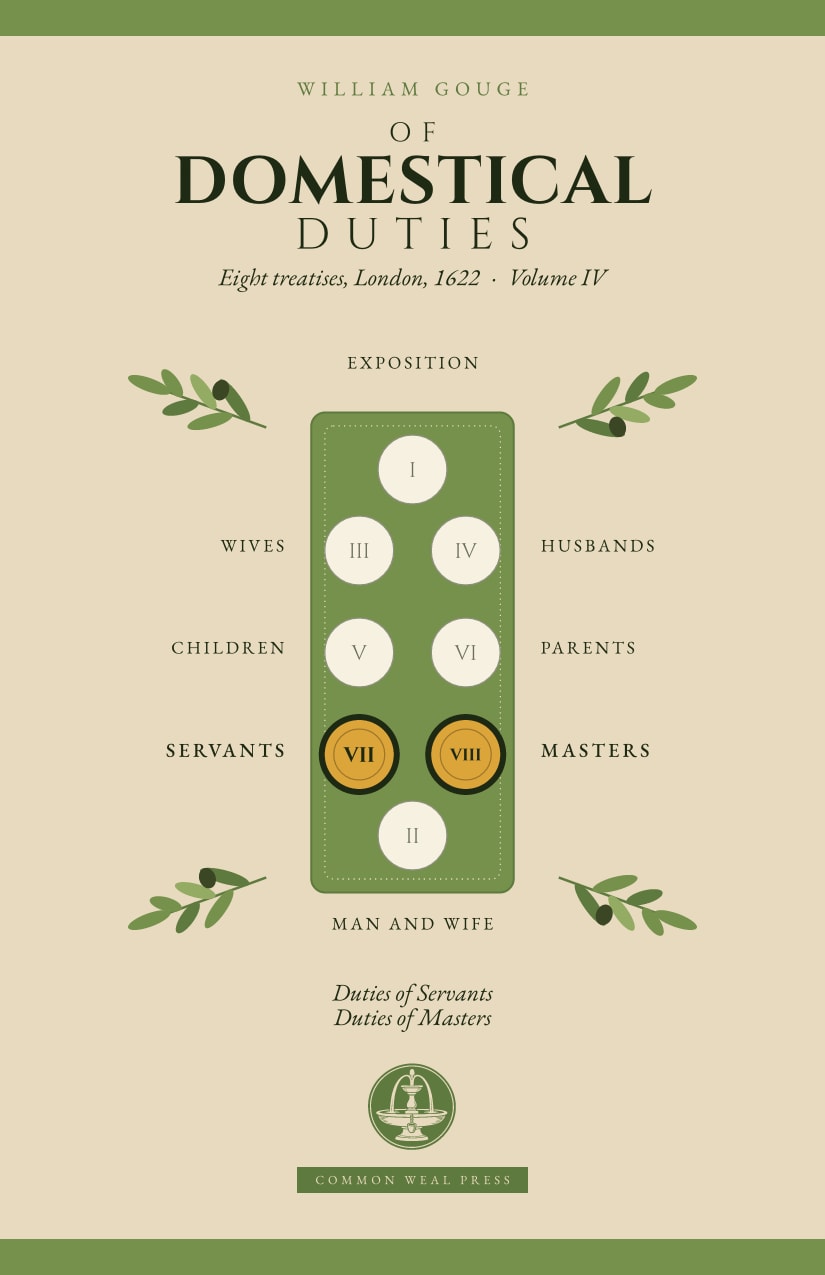 WILLIAM GOUGE
OF
DOMESTICAL
DUTIES
Eight treatises, London, 1622 · Volume IV
EXPOSITION
I
WIVES III IV HUSBANDS
CHILDREN V VI PARENTS
SERVANTS VII VIII MASTERS
II
MAN AND WIFE
Duties of Servants
Duties of Masters
COMMON WEAL PRESS